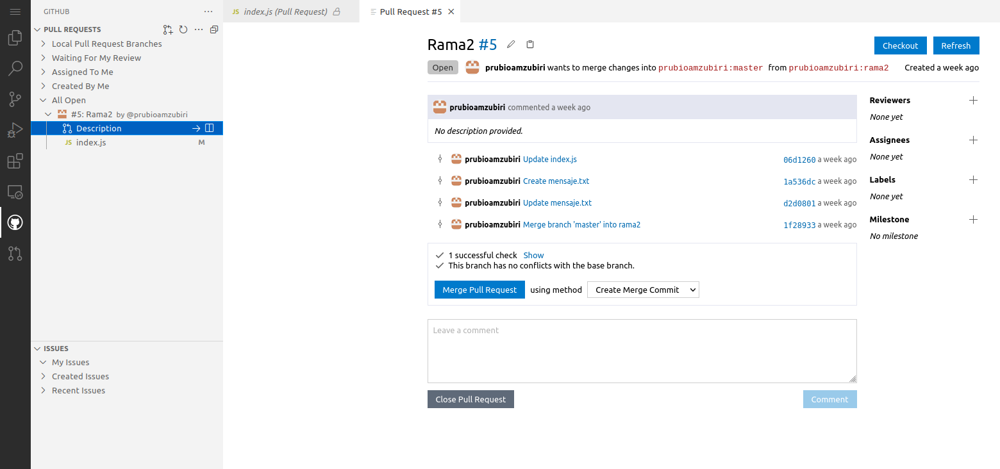 GITHUB
PULL REQUESTS
Local Pull Request Branches
Waiting For My Review
Assigned To Me
Created By Me
All Open
#5: Rama2 by @prubioamzubiri
Description
JS index.js M
ISSUES
My Issues
Created Issues
Recent Issues
JS index.js (Pull Request)
Pull Request #5
Rama2 #5
Checkout
Refresh
Open prubioamzubiri wants to merge changes into prubioamzubiri:master from prubioamzubiri:rama2 Created a week ago
prubioamzubiri commented a week ago
No description provided.
prubioamzubiri Update index.js 06d1260 a week ago
prubioamzubiri Create mensaje.txt 1a536dc a week ago
prubioamzubiri Update mensaje.txt d2d0801 a week ago
prubioamzubiri Merge branch 'master' into rama2 1f28933 a week ago
1 successful check Show
This branch has no conflicts with the base branch.
Merge Pull Request using method Create Merge Commit
Leave a comment
Close Pull Request
Comment
Reviewers
None yet
Assignees
None yet
Labels
None yet
Milestone
No milestone